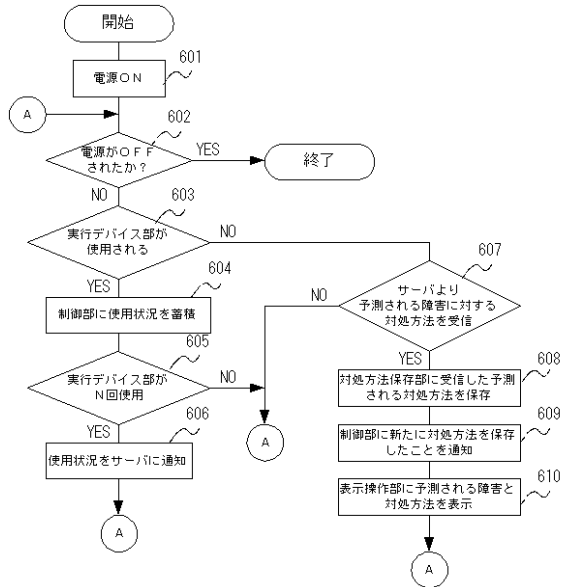 開始
601
電源ON
A
602
電源がOFF
されたか?
YES
終了
NO
603
実行デバイス部が
使用される
NO
YES
604
制御部に使用状況を蓄積
605
実行デバイス部が
N回使用
NO
YES
606
使用状況をサーバに通知
A
A
607
サーバより
予測される障害に対する
対処方法を受信
NO
YES
608
対処方法保存部に受信した予測
される対処方法を保存
609
制御部に新たに対処方法を保存
したことを通知
610
表示操作部に予測される障害と
対処方法を表示
A